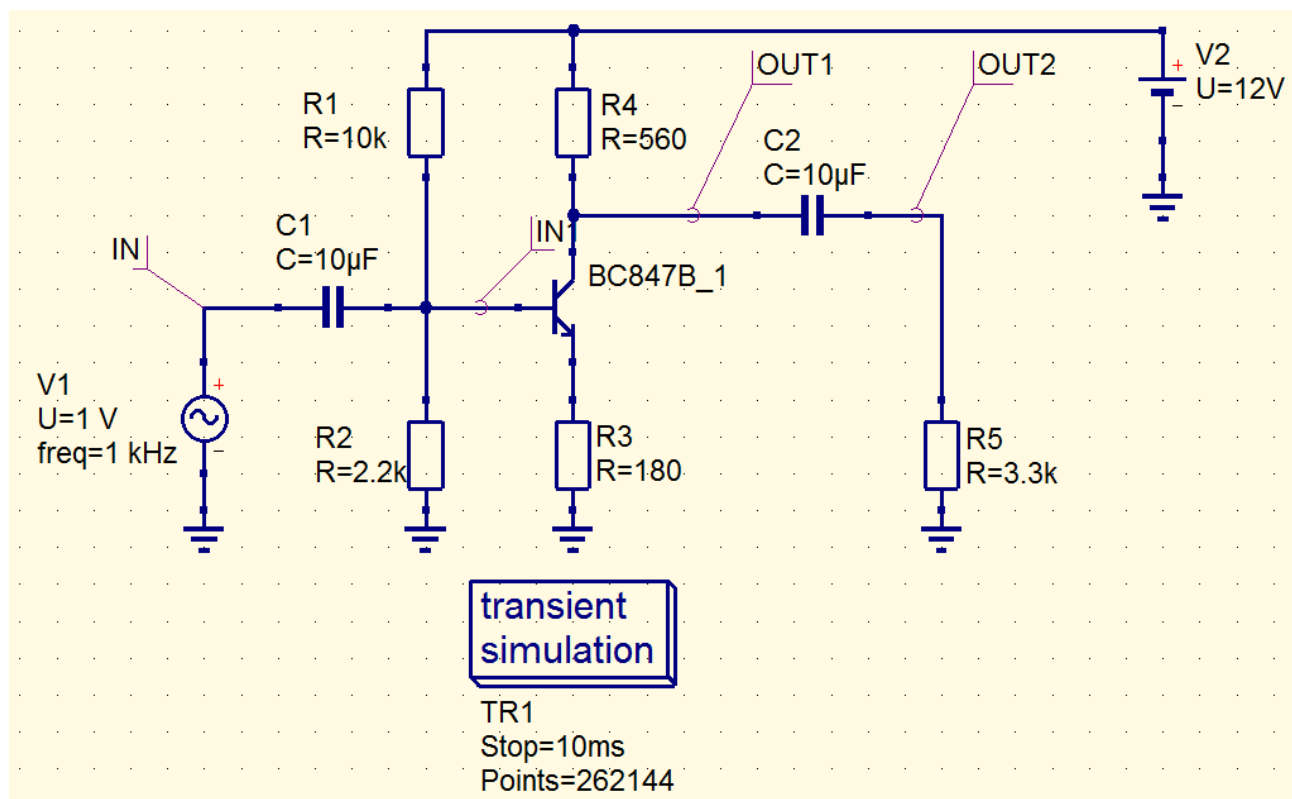 OUT1
OUT2
+
V2
U=12V
−
R1
R=10k
R4
R=560
C2
C=10µF
C1
C=10µF
IN
IN1
BC847B_1
V1
U=1 V
freq=1 kHz
+
−
R2
R=2.2k
R3
R=180
R5
R=3.3k
transient
simulation
TR1
Stop=10ms
Points=262144